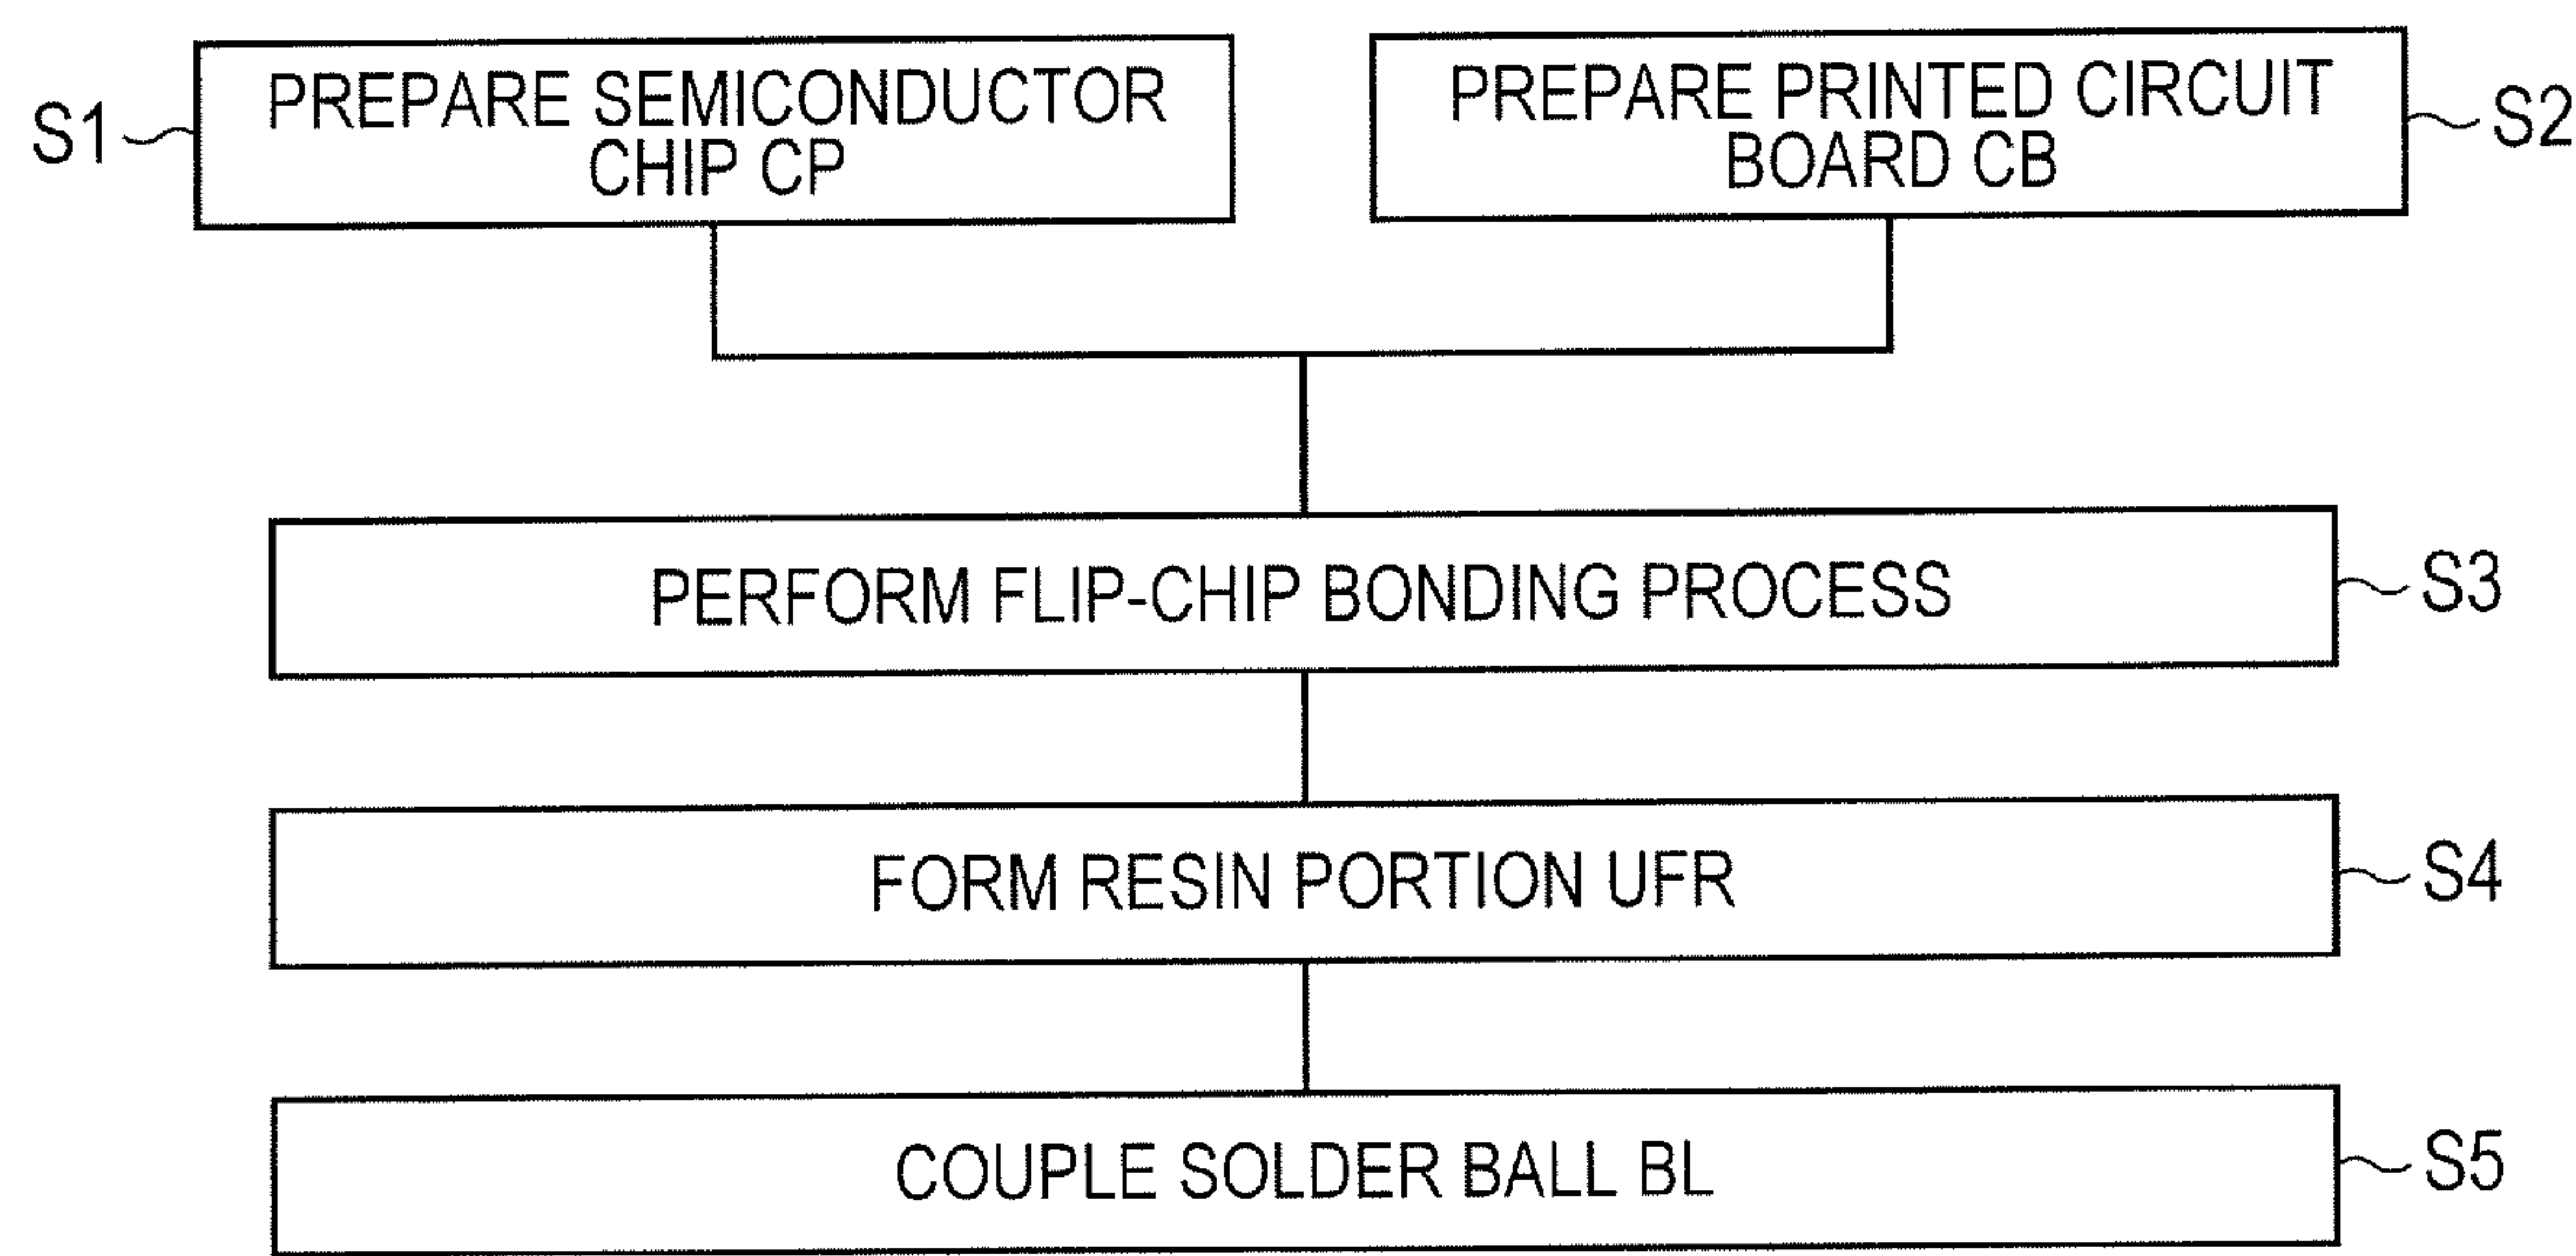 S1
PREPARE SEMICONDUCTOR
CHIP CP
PREPARE PRINTED CIRCUIT
BOARD CB
S2
PERFORM FLIP-CHIP BONDING PROCESS
S3
FORM RESIN PORTION UFR
S4
COUPLE SOLDER BALL BL
S5